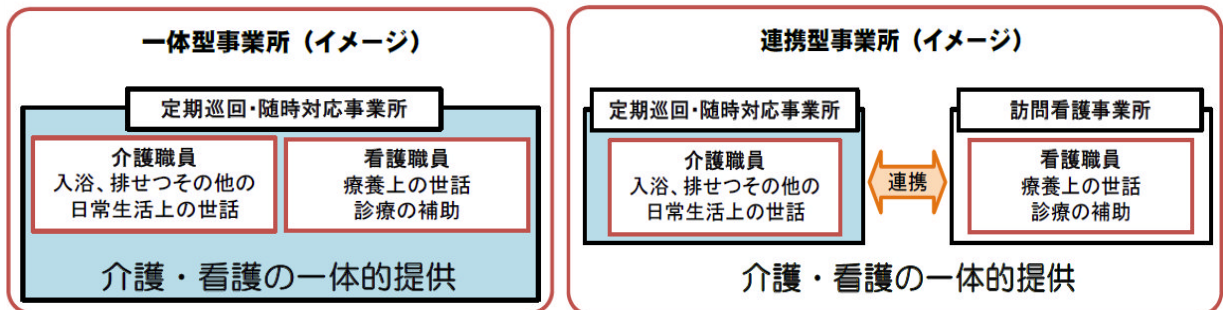 一体型事業所（イメージ）
定期巡回・随時対応事業所
介護職員
入浴、排せつその他の
日常生活上の世話
看護職員
療養上の世話
診療の補助
介護・看護の一体的提供
連携型事業所（イメージ）
定期巡回・随時対応事業所
介護職員
入浴、排せつその他の
日常生活上の世話
連携
訪問看護事業所
看護職員
療養上の世話
診療の補助
介護・看護の一体的提供